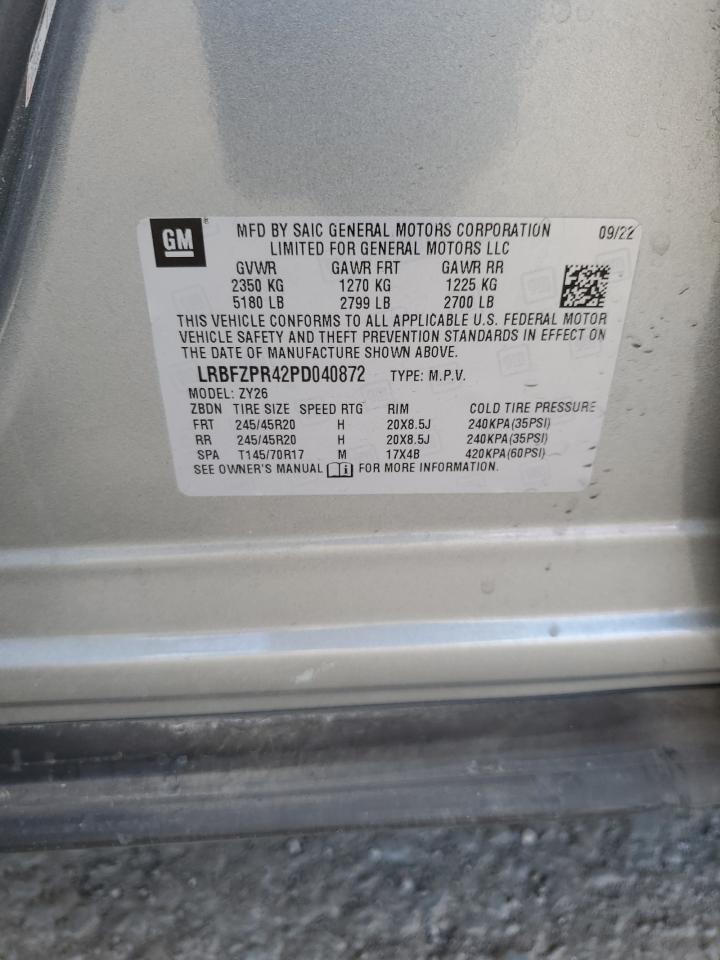 GM
MFD BY SAIC GENERAL MOTORS CORPORATION 09/22
LIMITED FOR GENERAL MOTORS LLC
GVWR GAWR FRT GAWR RR
2350 KG 1270 KG 1225 KG
5180 LB 2799 LB 2700 LB
THIS VEHICLE CONFORMS TO ALL APPLICABLE U.S. FEDERAL MOTOR
VEHICLE SAFETY AND THEFT PREVENTION STANDARDS IN EFFECT ON
THE DATE OF MANUFACTURE SHOWN ABOVE.
LRBFZPR42PD040872 TYPE: M.P.V.
MODEL: ZY26
ZBDN TIRE SIZE SPEED RTG RIM COLD TIRE PRESSURE
FRT 245/45R20 H 20X8.5J 240KPA(35PSI)
RR 245/45R20 H 20X8.5J 240KPA(35PSI)
SPA T145/70R17 M 17X4B 420KPA(60PSI)
SEE OWNER'S MANUAL i FOR MORE INFORMATION.